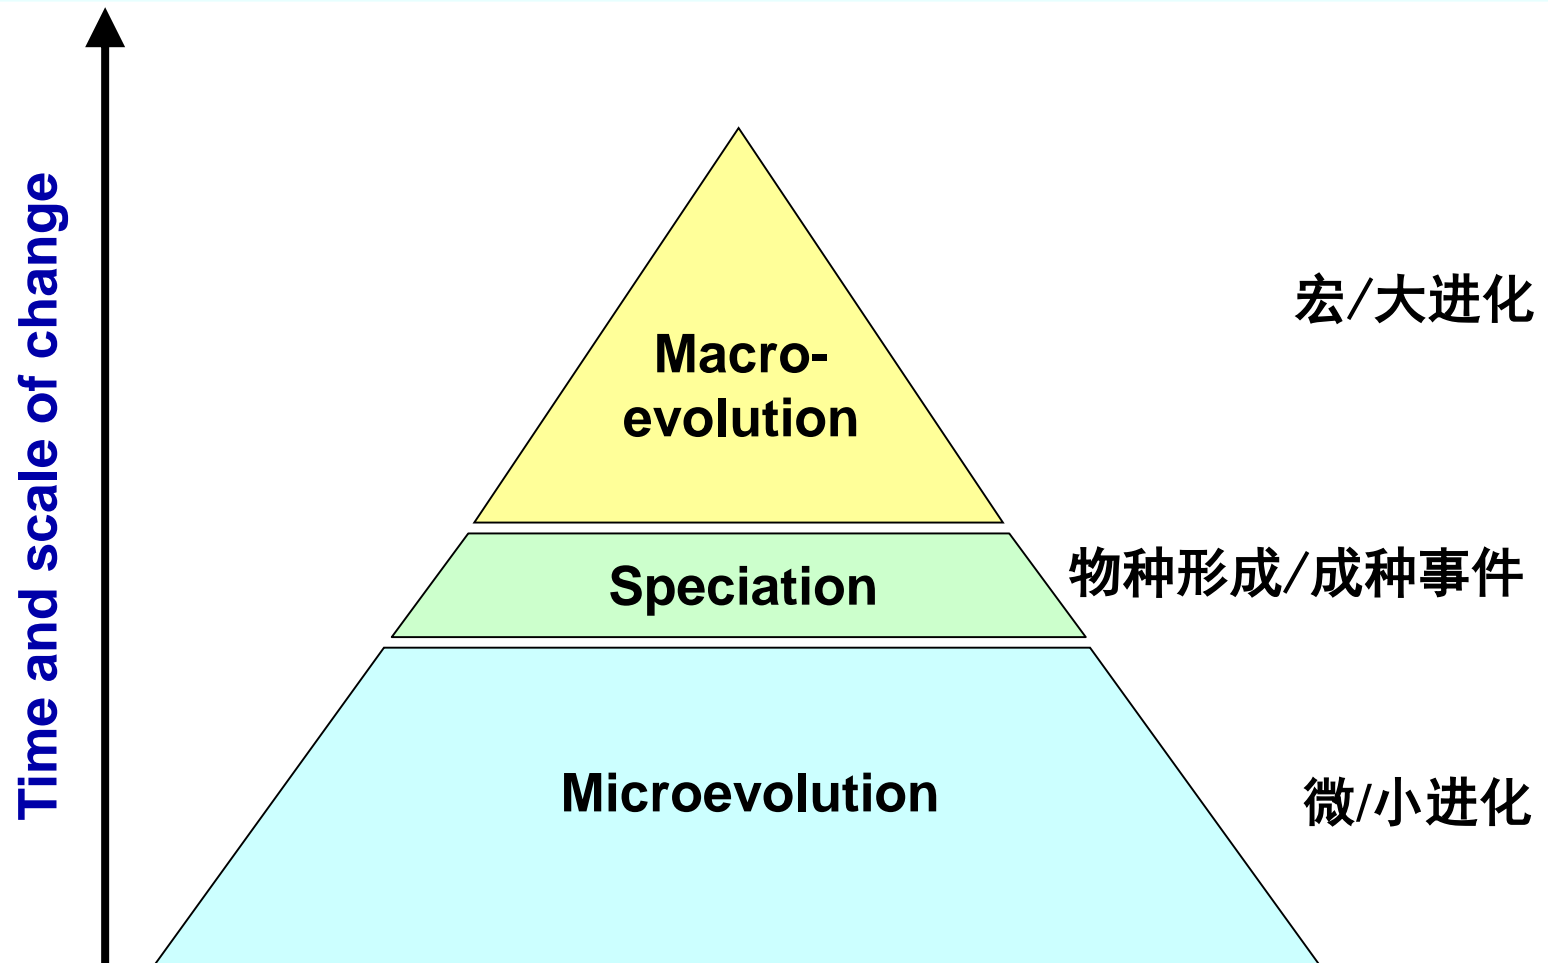 Time and scale of change
Macro-
evolution
宏/大进化
Speciation
物种形成/成种事件
Microevolution
微/小进化